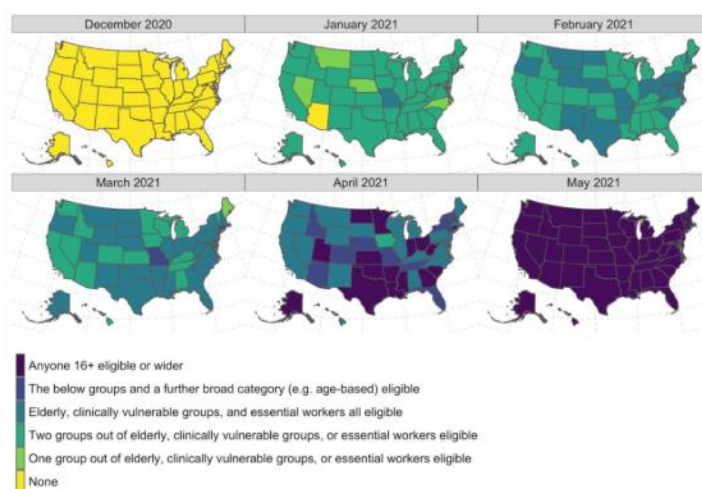 December 2020
January 2021
February 2021
March 2021
April 2021
May 2021
Anyone 16+ eligible or wider
The below groups and a further broad category (e.g. age-based) eligible
Elderly, clinically vulnerable groups, and essential workers all eligible
Two groups out of elderly, clinically vulnerable groups, or essential workers eligible
One group out of elderly, clinically vulnerable groups, or essential workers eligible
None